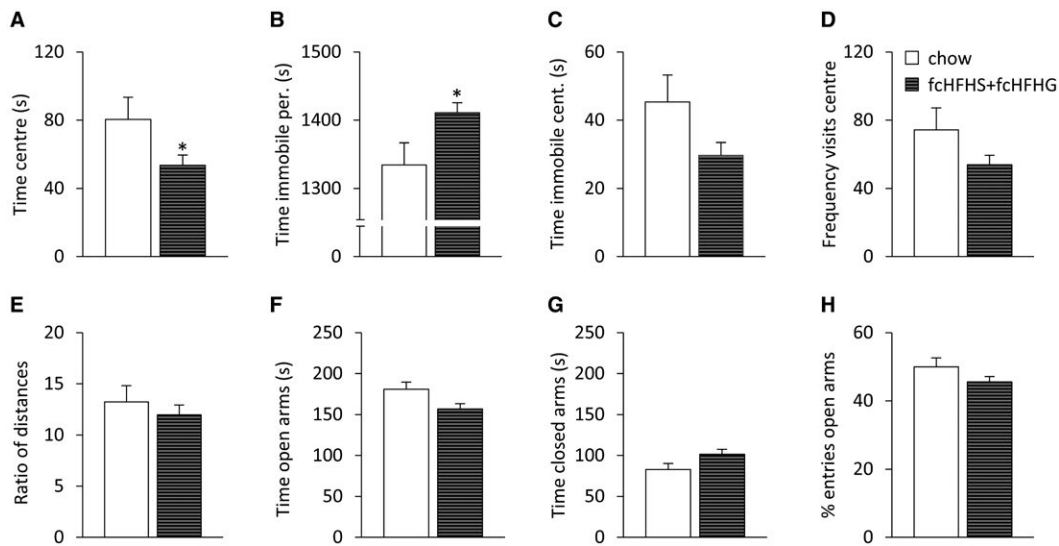 A
Time centre (s)
120
80
40
0
*
B
Time immobile per. (s)
1500
1400
1300
0
*
C
Time immobile cent. (s)
60
40
20
0
D
Frequency visits centre
120
80
40
0
chow
fcHFHS+fcHFHG
E
Ratio of distances
20
15
10
5
0
F
Time open arms (s)
250
200
150
100
50
0
G
Time closed arms (s)
250
200
150
100
50
0
H
% entries open arms
60
40
20
0